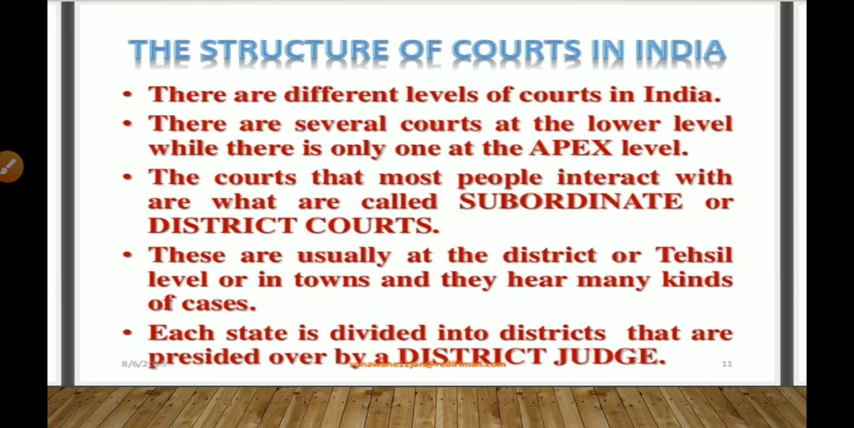 THE STRUCTURE OF COURTS IN INDIA
• There are different levels of courts in India.
• There are several courts at the lower level
while there is only one at the APEX level.
• The courts that most people interact with
are what are called SUBORDINATE or
DISTRICT COURTS.
• These are usually at the district or Tehsil
level or in towns and they hear many kinds
of cases.
• Each state is divided into districts that are
presided over by a DISTRICT JUDGE.
11